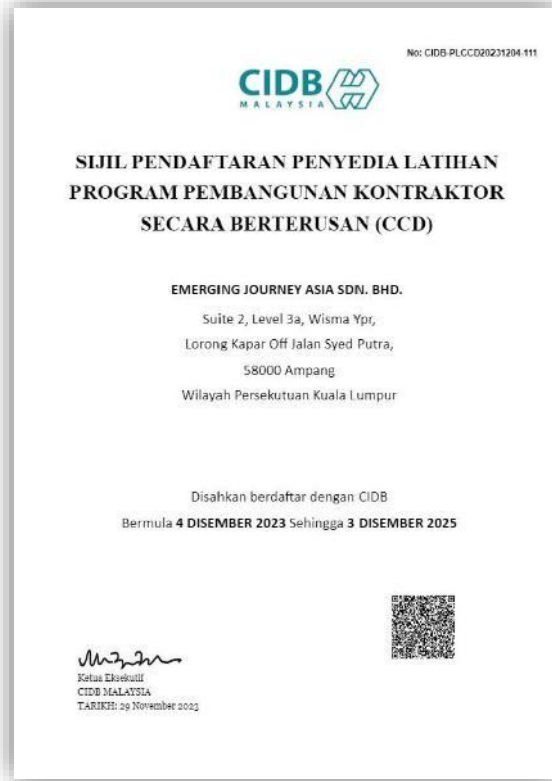 No: CIDB-PLCCD20231204-111
CIDB
MALAYSIA
SIJIL PENDAFTARAN PENYEDIA LATIHAN
PROGRAM PEMBANGUNAN KONTRAKTOR
SECARA BERTERUSAN (CCD)
EMERGING JOURNEY ASIA SDN. BHD.
Suite 2, Level 3a, Wisma Ypr,
Lorong Kapar Off Jalan Syed Putra,
58000 Ampang
Wilayah Persekutuan Kuala Lumpur
Disahkan berdaftar dengan CIDB
Bermula 4 DISEMBER 2023 Sehingga 3 DISEMBER 2025
Ketua Eksekutif
CIDB MALAYSIA
TARIKH: 29 November 2023